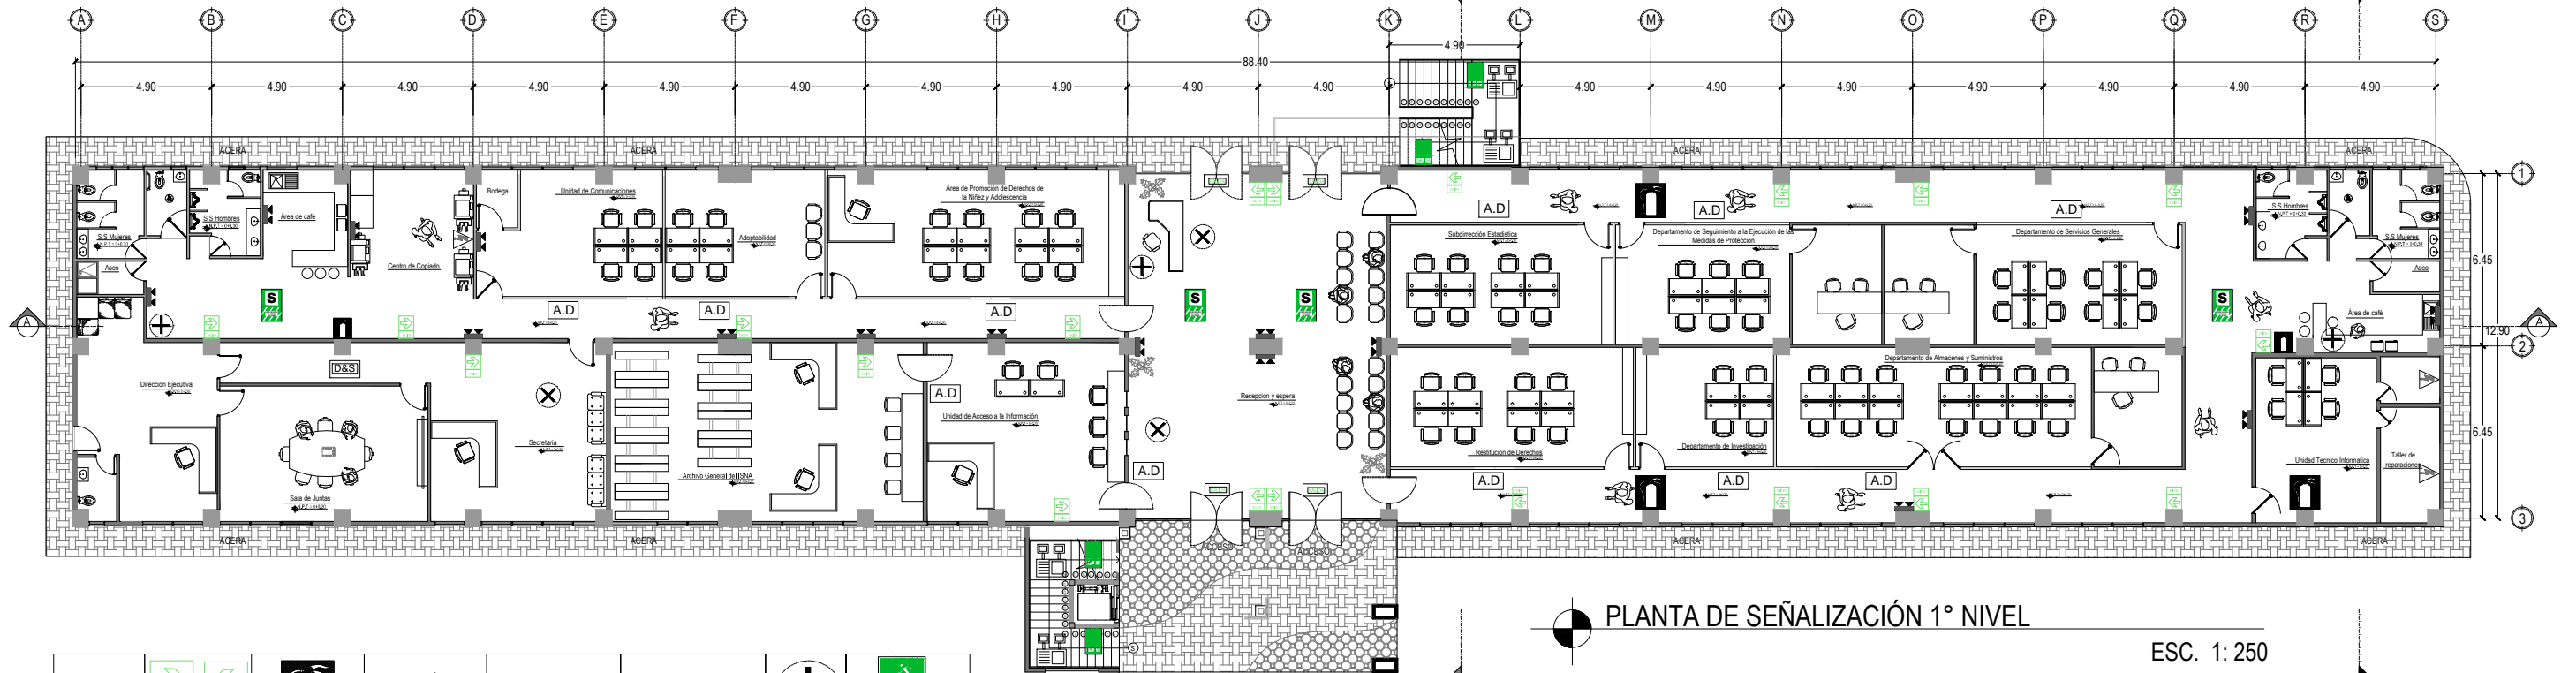 A B C D E F G H I J K L M N O P Q R S
4.90
88.40
4.90 4.90 4.90 4.90 4.90 4.90 4.90 4.90 4.90 4.90 4.90 4.90 4.90 4.90 4.90 4.90 4.90
ACERA ACERA ACERA ACERA
1
Bodega
Unidad de Comunicaciones
Área de Promoción de Derechos de
la Niñez y Adolescencia
S.S Hombres
Área de café
S.S Mujeres
Adoptabilidad
Centro de Copiado
Aseo
A.D A.D A.D
S
A.D A.D A.D
Subdirrección Estadistica
Departamento de Seguimiento a la Ejecución de las
Medidas de Protección
Departamento de Servicios Generales
S.S Hombres
S.S Mujeres
Aseo
6.45
S S S
Área de café
A A
12.90
2
D&S
Dirección Ejecutiva
A.D
Unidad de Acceso a la Información
Recepcion y espera
Departamento de Almacenes y Suministros
Secretaria
Archivo General del ISNA
Sala de Juntas
A.D
Restitución de Derechos
Departamento de Investigación
Unidad Tecnico Informatica
Taller de
reparaciones
6.45
A.D A.D A.D
3
ACERA ACERA ACCESO ACCESO ACERA ACERA
S
PLANTA DE SEÑALIZACIÓN 1° NIVEL
ESC. 1: 250